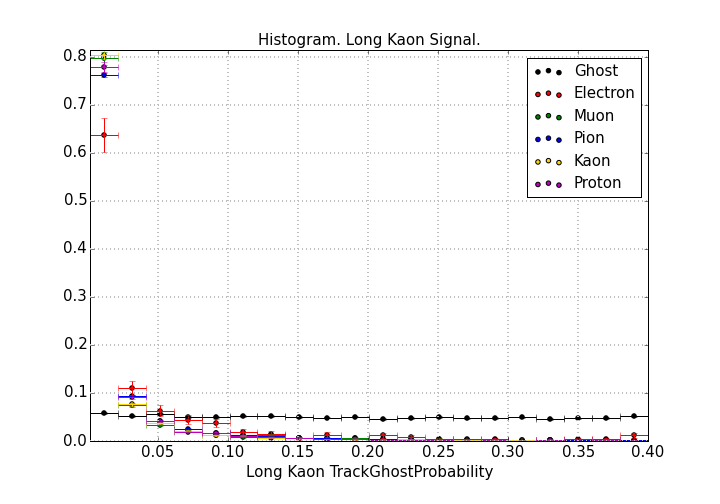 Histogram. Long Kaon Signal.
0.8
0.7
0.6
0.5
0.4
0.3
0.2
0.1
0.0
Ghost
Electron
Muon
Pion
Kaon
Proton
0.05 0.10 0.15 0.20 0.25 0.30 0.35 0.40
Long Kaon TrackGhostProbability